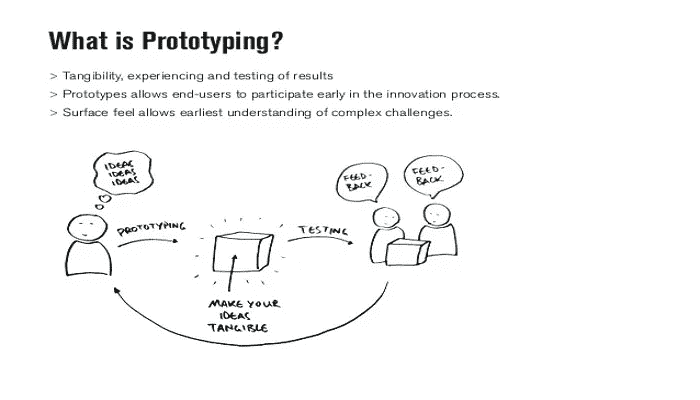 What is Prototyping?
> Tangibility, experiencing and testing of results
> Prototypes allows end-users to participate early in the innovation process.
> Surface feel allows earliest understanding of complex challenges.
IDEAS
IDEAS
IDEAS
PROTOTYPING
TESTING
FEED-
BACK
FEED-
BACK
MAKE YOUR
IDEAS
TANGIBLE